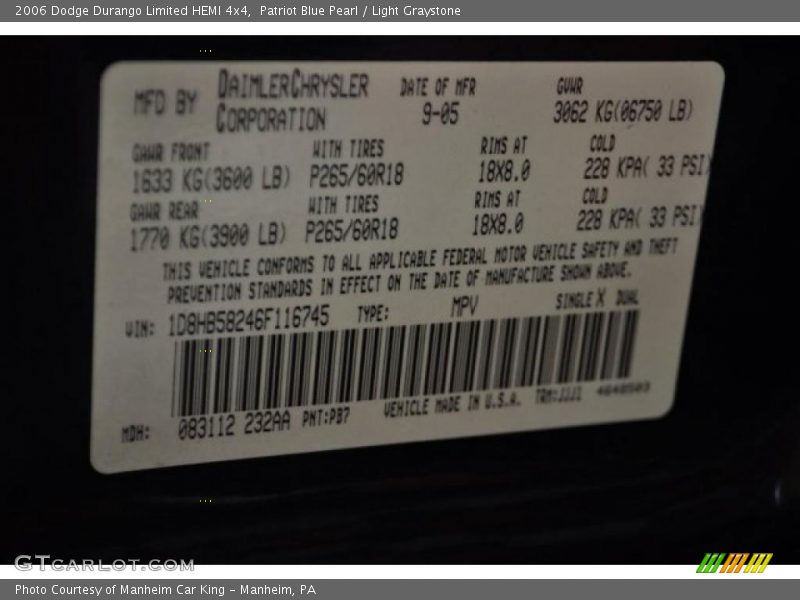 2006 Dodge Durango Limited HEMI 4x4,  Patriot Blue Pearl / Light Graystone
MFD BY DAIMLERCHRYSLER CORPORATION DATE OF MFR 9-05 GVWR 3062 KG(06750 LB)
GAWR FRONT WITH TIRES RIMS AT COLD
1633 KG(3600 LB) P265/60R18 18X8.0 228 KPA( 33 PSI)
GAWR REAR WITH TIRES RIMS AT COLD
1770 KG(3900 LB) P265/60R18 18X8.0 228 KPA( 33 PSI)
THIS VEHICLE CONFORMS TO ALL APPLICABLE FEDERAL MOTOR VEHICLE SAFETY AND THEFT
PREVENTION STANDARDS IN EFFECT ON THE DATE OF MANUFACTURE SHOWN ABOVE.
VIN: 1D8HB58246F116745 TYPE: MPV SINGLE X DUAL
MDH: 083112 232AA PNT:PB7 VEHICLE MADE IN U.S.A. TRM:JJJI
GTCARLOT.COM
Photo Courtesy of Manheim Car King - Manheim, PA